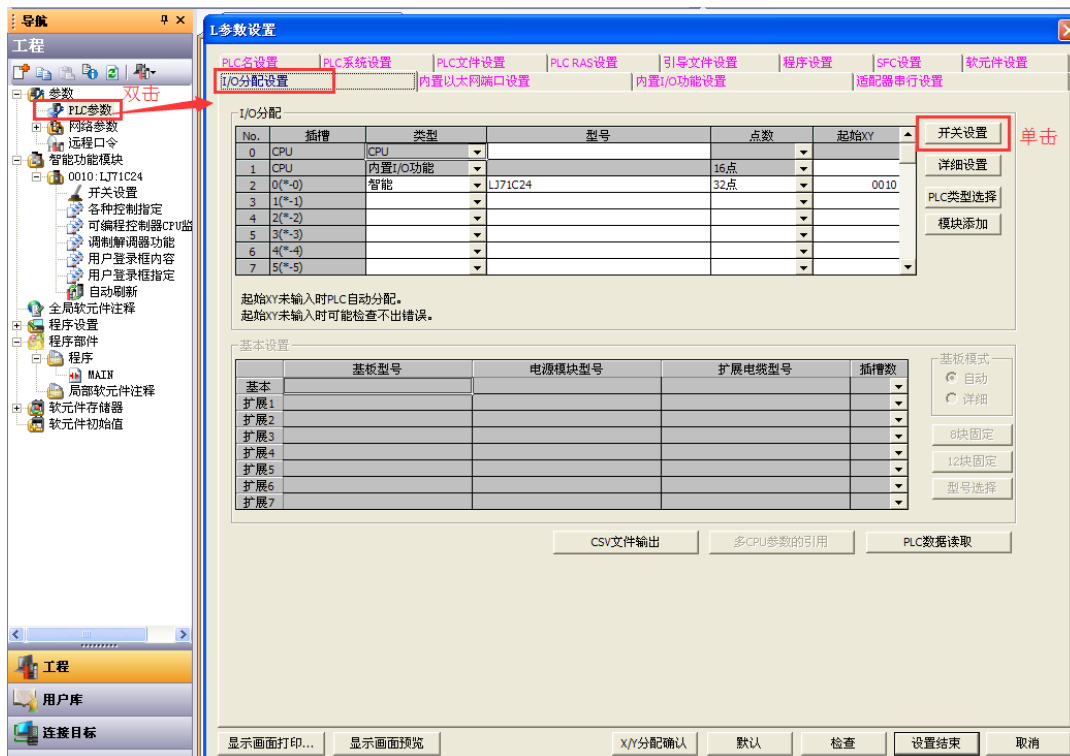 导航
工程
双击
参数
PLC参数
网络参数
远程口令
智能功能模块
0010:LJ71C24
开关设置
各种控制指定
可编程控制器CPU监
调制解调器功能
用户登录框内容
用户登录框指定
自动刷新
全局软元件注释
程序设置
程序部件
程序
MAIN
局部软元件注释
软元件存储器
软元件初始值
工程
用户库
连接目标
L参数设置
PLC名设置 PLC系统设置 PLC文件设置 PLC RAS设置 引导文件设置 程序设置 SFC设置 软元件设置
I/O分配设置 内置以太网端口设置 内置I/O功能设置 适配器串行设置
I/O分配
No. 插槽 类型 型号 点数 起始XY
0 CPU CPU
1 CPU 内置I/O功能 16点
2 0(*-0) 智能 LJ71C24 32点 0010
3 1(*-1)
4 2(*-2)
5 3(*-3)
6 4(*-4)
7 5(*-5)
开关设置 单击
详细设置
PLC类型选择
模块添加
起始XY未输入时PLC自动分配。
起始XY未输入时可能检查不出错误。
基本设置
基板型号 电源模块型号 扩展电缆型号 插槽数
基本
扩展1
扩展2
扩展3
扩展4
扩展5
扩展6
扩展7
基板模式
自动
详细
8块固定
12块固定
型号选择
CSV文件输出 多CPU参数的引用 PLC数据读取
显示画面打印... 显示画面预览 X/Y分配确认 默认 检查 设置结束 取消